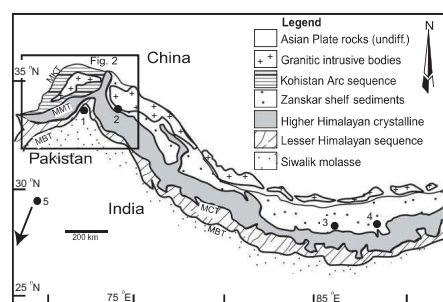 Legend
Asian Plate rocks (undiff.)
Granitic intrusive bodies
Kohistan Arc sequence
Zanskar shelf sediments
Higher Himalayan crystalline
Lesser Himalayan sequence
Siwalik molasse
N
China
Fig. 2
35 °N
MKT
MMT
MBT
1
2
Pakistan
30 °N
India
5
MCT
MBT
3
4
200 km
25 °N
75 °E
85 °E